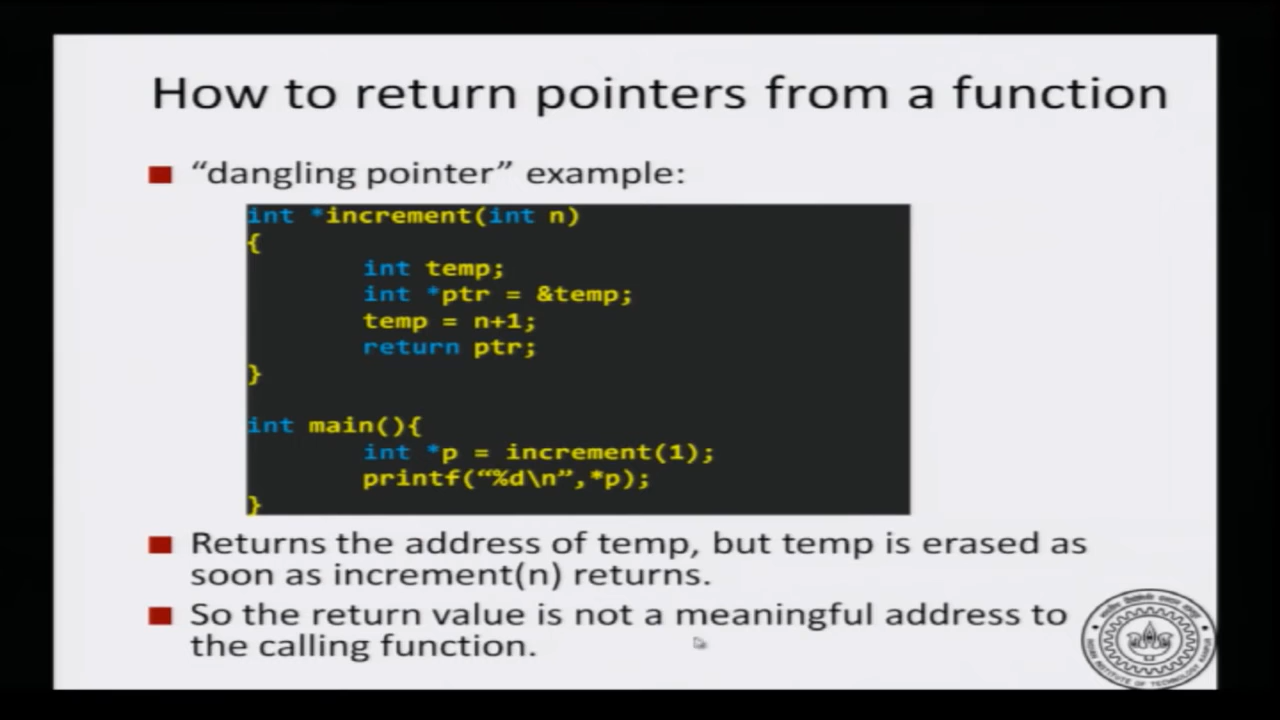 How to return pointers from a function
“dangling pointer” example:
int *increment(int n)
{
int temp;
int *ptr = &temp;
temp = n+1;
return ptr;
}
int main(){
int *p = increment(1);
printf(“%d\n”,*p);
}
Returns the address of temp, but temp is erased as
soon as increment(n) returns.
So the return value is not a meaningful address to
the calling function.